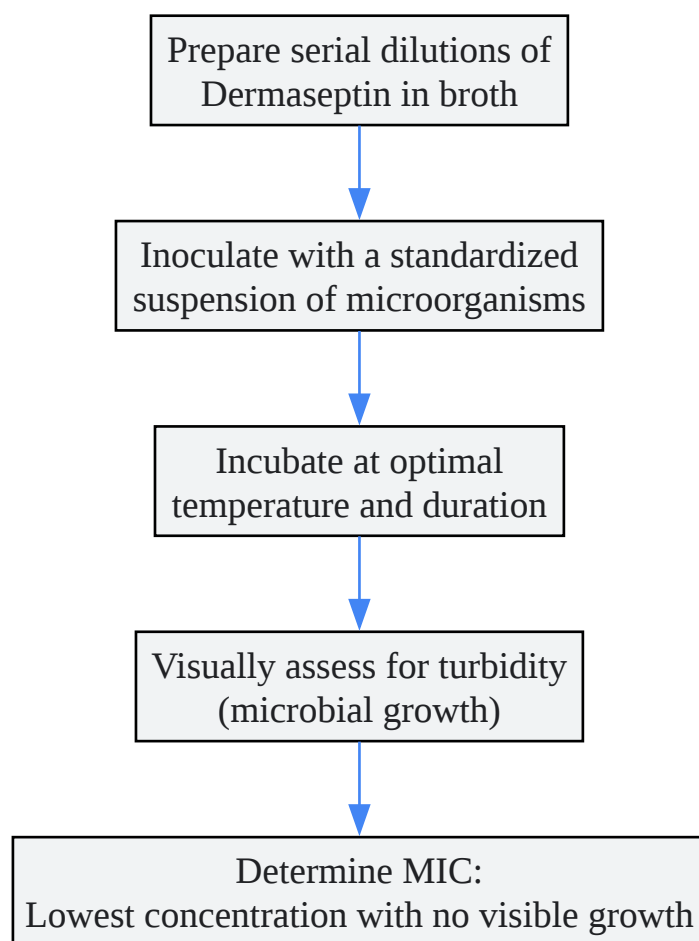 Prepare serial dilutions of
Dermaseptin in broth
Inoculate with a standardized
suspension of microorganisms
Incubate at optimal
temperature and duration
Visually assess for turbidity
(microbial growth)
Determine MIC:
Lowest concentration with no visible growth